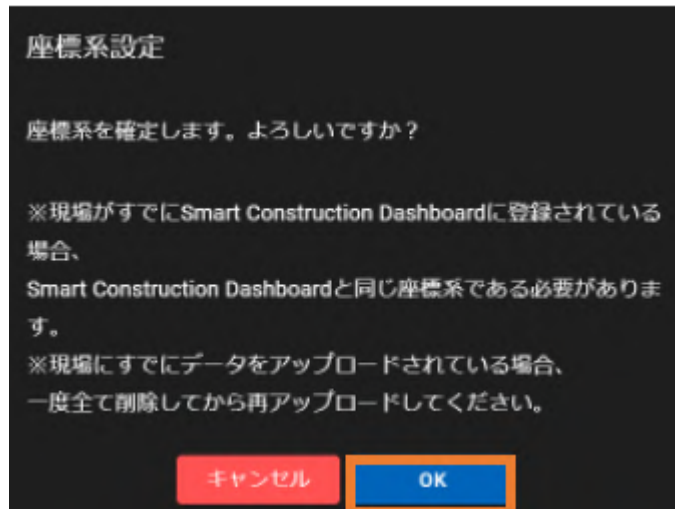 座標系設定
座標系を確定します。よろしいですか？
※現場がすでにSmart Construction Dashboardに登録されている
場合、
Smart Construction Dashboardと同じ座標系である必要がありま
す。
※現場にすでにデータをアップロードされている場合、
一度全て削除してから再アップロードしてください。
キャンセル
OK